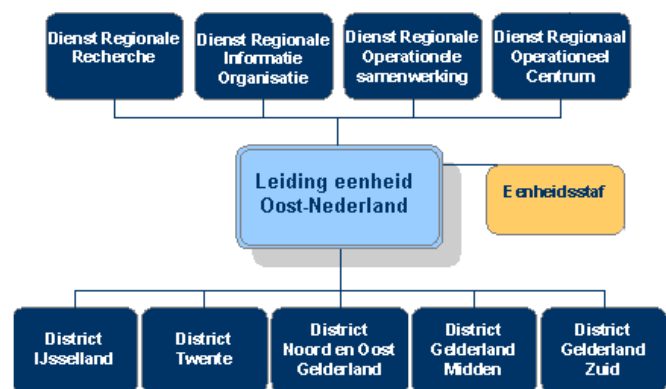 Dienst Regionale
Recherche
Dienst Regionale
Informatie
Organisatie
Dienst Regionale
Operationele
samenwerking
Dienst Regionaal
Operationeel
Centrum
Leiding eenheid
Oost-Nederland
Eenheidsstaf
District
IJsselland
District
Twente
District
Noord en Oost
Gelderland
District
Gelderland
Midden
District
Gelderland
Zuid